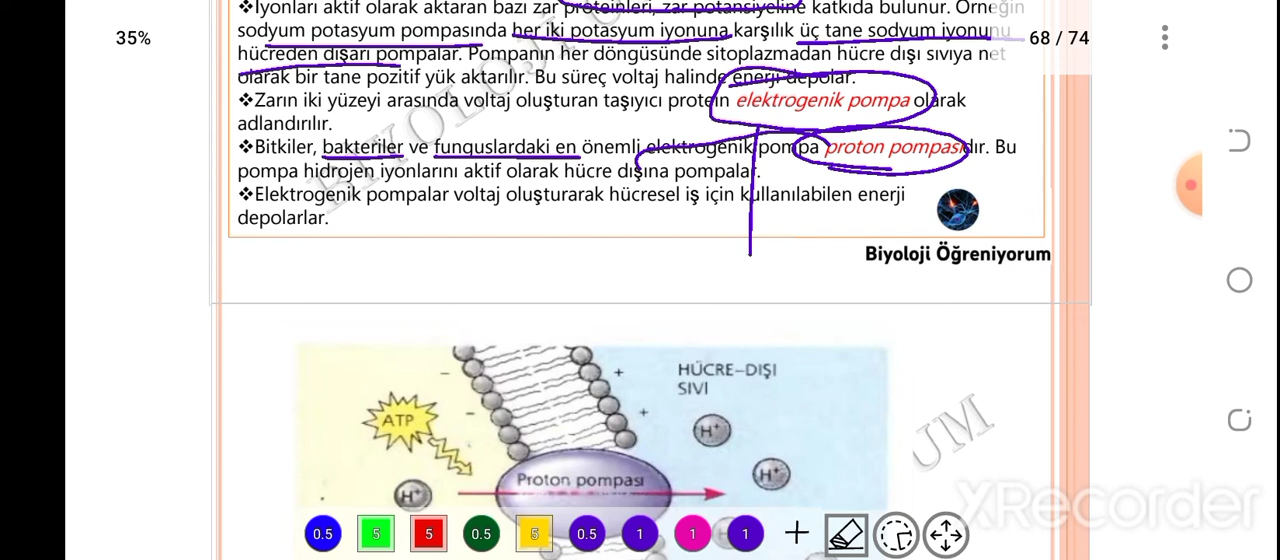 ❖İyonları aktif olarak aktaran bazı zar proteinleri, zar potansiyeline katkıda bulunur. Örneğin
35%
sodyum potasyum pompasında her iki potasyum iyonuna karşılık üç tane sodyum iyonunu
68 / 74
hücreden dışarı pompalar. Pompanın her döngüsünde sitoplazmadan hücre dışı sıvıya net
olarak bir tane pozitif yük aktarılır. Bu süreç voltaj halinde enerji depolar.
❖Zarın iki yüzeyi arasında voltaj oluşturan taşıyıcı protein elektrogenik pompa olarak
adlandırılır.
❖Bitkiler, bakteriler ve funguslardaki en önemli elektrogenik pompa proton pompasıdır. Bu
pompa hidrojen iyonlarını aktif olarak hücre dışına pompalar.
❖Elektrogenik pompalar voltaj oluşturarak hücresel iş için kullanılabilen enerji
depolarlar.
Biyoloji Öğreniyorum
HÜCRE-DIŞI
SIVI
− +
ATP
− +
H+
H+
Proton pompası
H+
UM
XRecorder
0.5 5 5 0.5 5 0.5 1 1 1